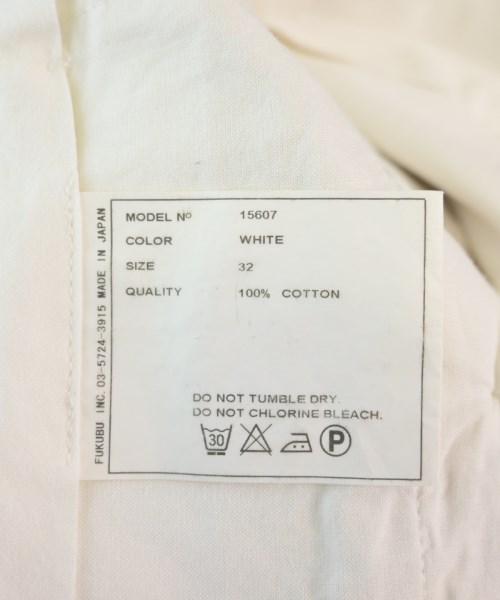 MODEL Nº 15607
COLOR WHITE
SIZE 32
QUALITY 100% COTTON
DO NOT TUMBLE DRY.
DO NOT CHLORINE BLEACH.
30 P
FUKUBU INC. 03-5724-3915 MADE IN JAPAN